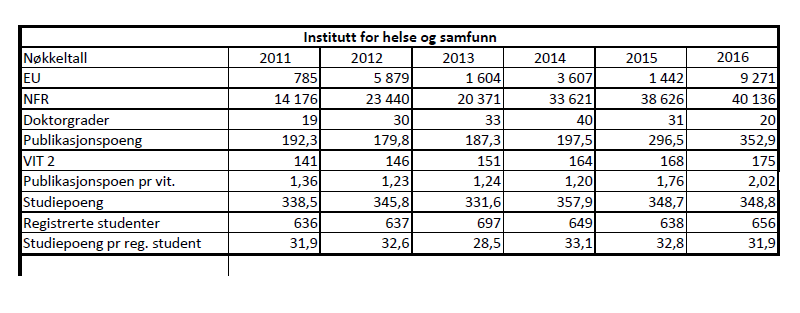 Institutt for helse og samfunn
Nøkkeltall 2011 2012 2013 2014 2015 2016
EU 785 5 879 1 604 3 607 1 442 9 271
NFR 14 176 23 440 20 371 33 621 38 626 40 136
Doktorgrader 19 30 33 40 31 20
Publikasjonspoeng 192,3 179,8 187,3 197,5 296,5 352,9
VIT 2 141 146 151 164 168 175
Publikasjonspoen pr vit. 1,36 1,23 1,24 1,20 1,76 2,02
Studiepoeng 338,5 345,8 331,6 357,9 348,7 348,8
Registrerte studenter 636 637 697 649 638 656
Studiepoeng pr reg. student 31,9 32,6 28,5 33,1 32,8 31,9